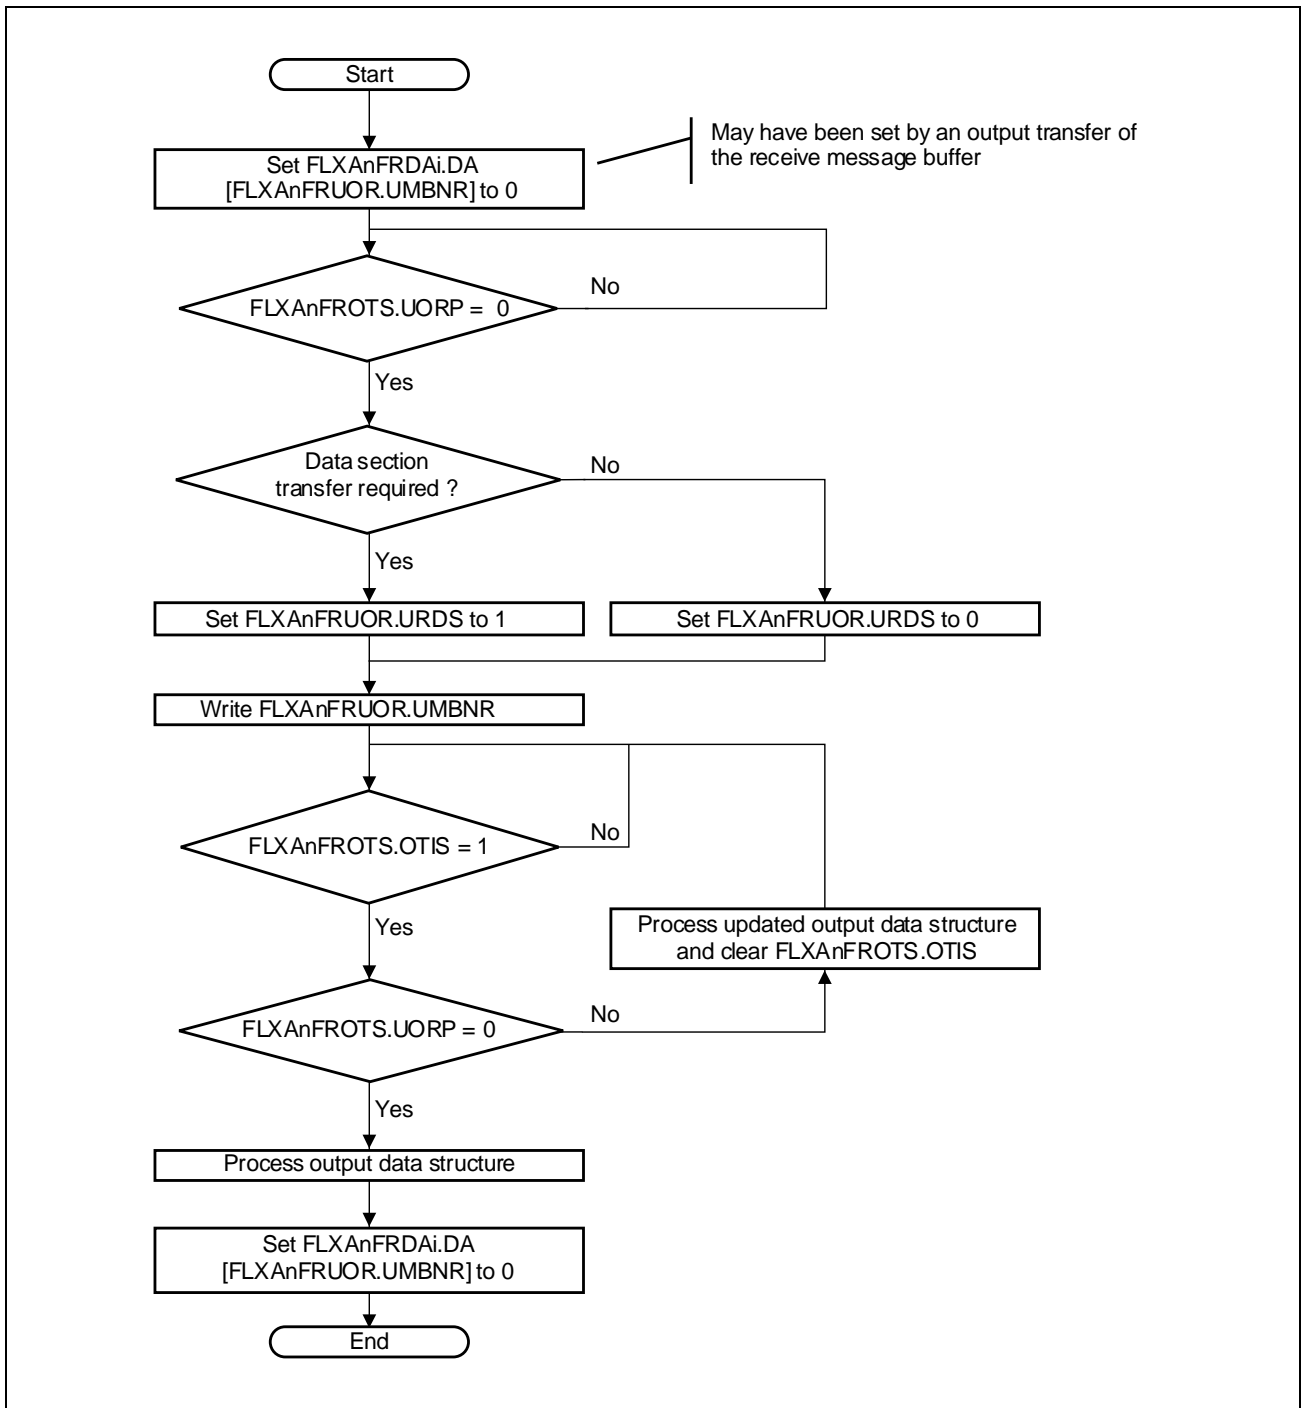 Start
May have been set by an output transfer of
the receive message buffer
Set FLXAnFRDAi.DA
[FLXAnFRUOR.UMBNR] to 0
FLXAnFROTS.UORP = 0
No
Yes
Data section
transfer required ?
No
Yes
Set FLXAnFRUOR.URDS to 1
Set FLXAnFRUOR.URDS to 0
Write FLXAnFRUOR.UMBNR
FLXAnFROTS.OTIS = 1
No
Yes
Process updated output data structure
and clear FLXAnFROTS.OTIS
FLXAnFROTS.UORP = 0
No
Yes
Process output data structure
Set FLXAnFRDAi.DA
[FLXAnFRUOR.UMBNR] to 0
End